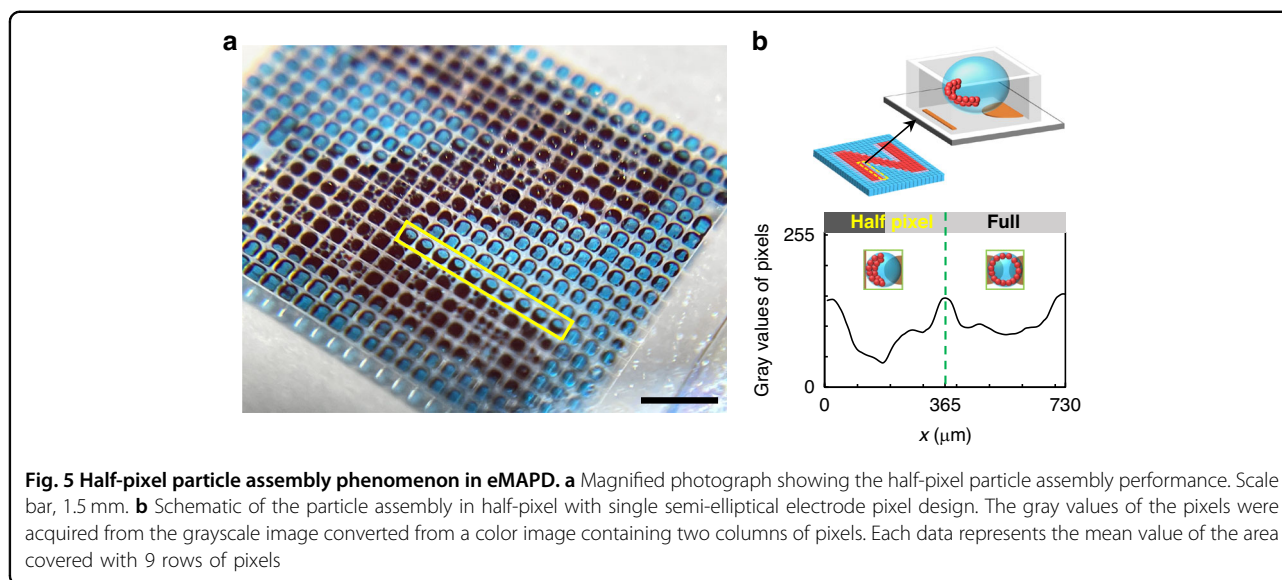 a
b
Half pixel
Full
255
Gray values of pixels
0
0
365
730
x (μm)
Fig. 5 Half-pixel particle assembly phenomenon in eMAPD. a Magnified photograph showing the half-pixel particle assembly performance. Scale
bar, 1.5 mm. b Schematic of the particle assembly in half-pixel with single semi-elliptical electrode pixel design. The gray values of the pixels were
acquired from the grayscale image converted from a color image containing two columns of pixels. Each data represents the mean value of the area
covered with 9 rows of pixels